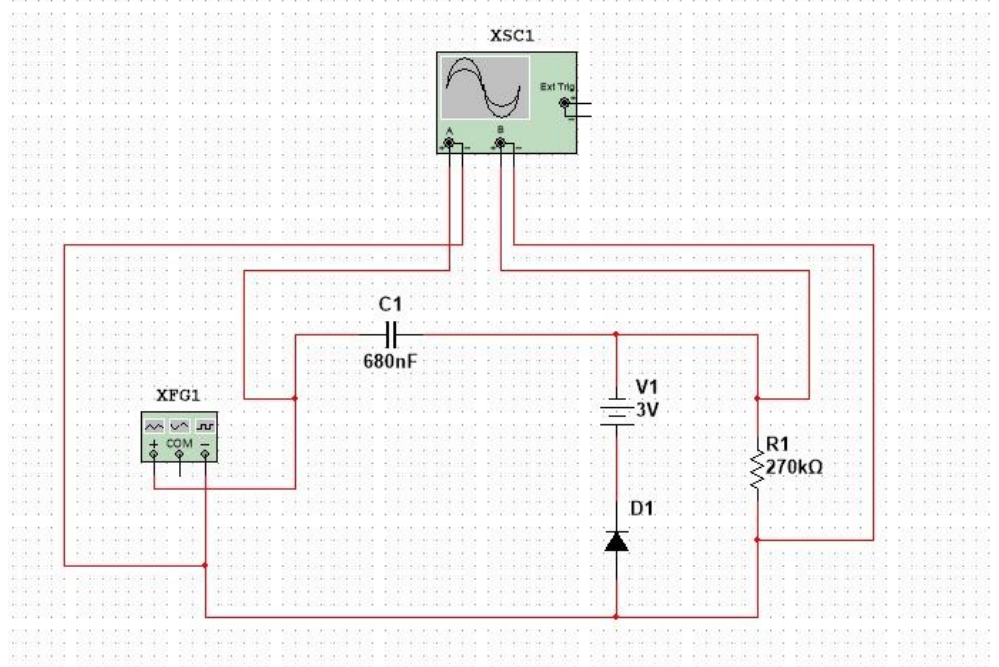 XSC1
Ext Trig
+
−
A
B
+ −
+ −
C1
680nF
XFG1
+ COM −
V1
3V
R1
270kΩ
D1